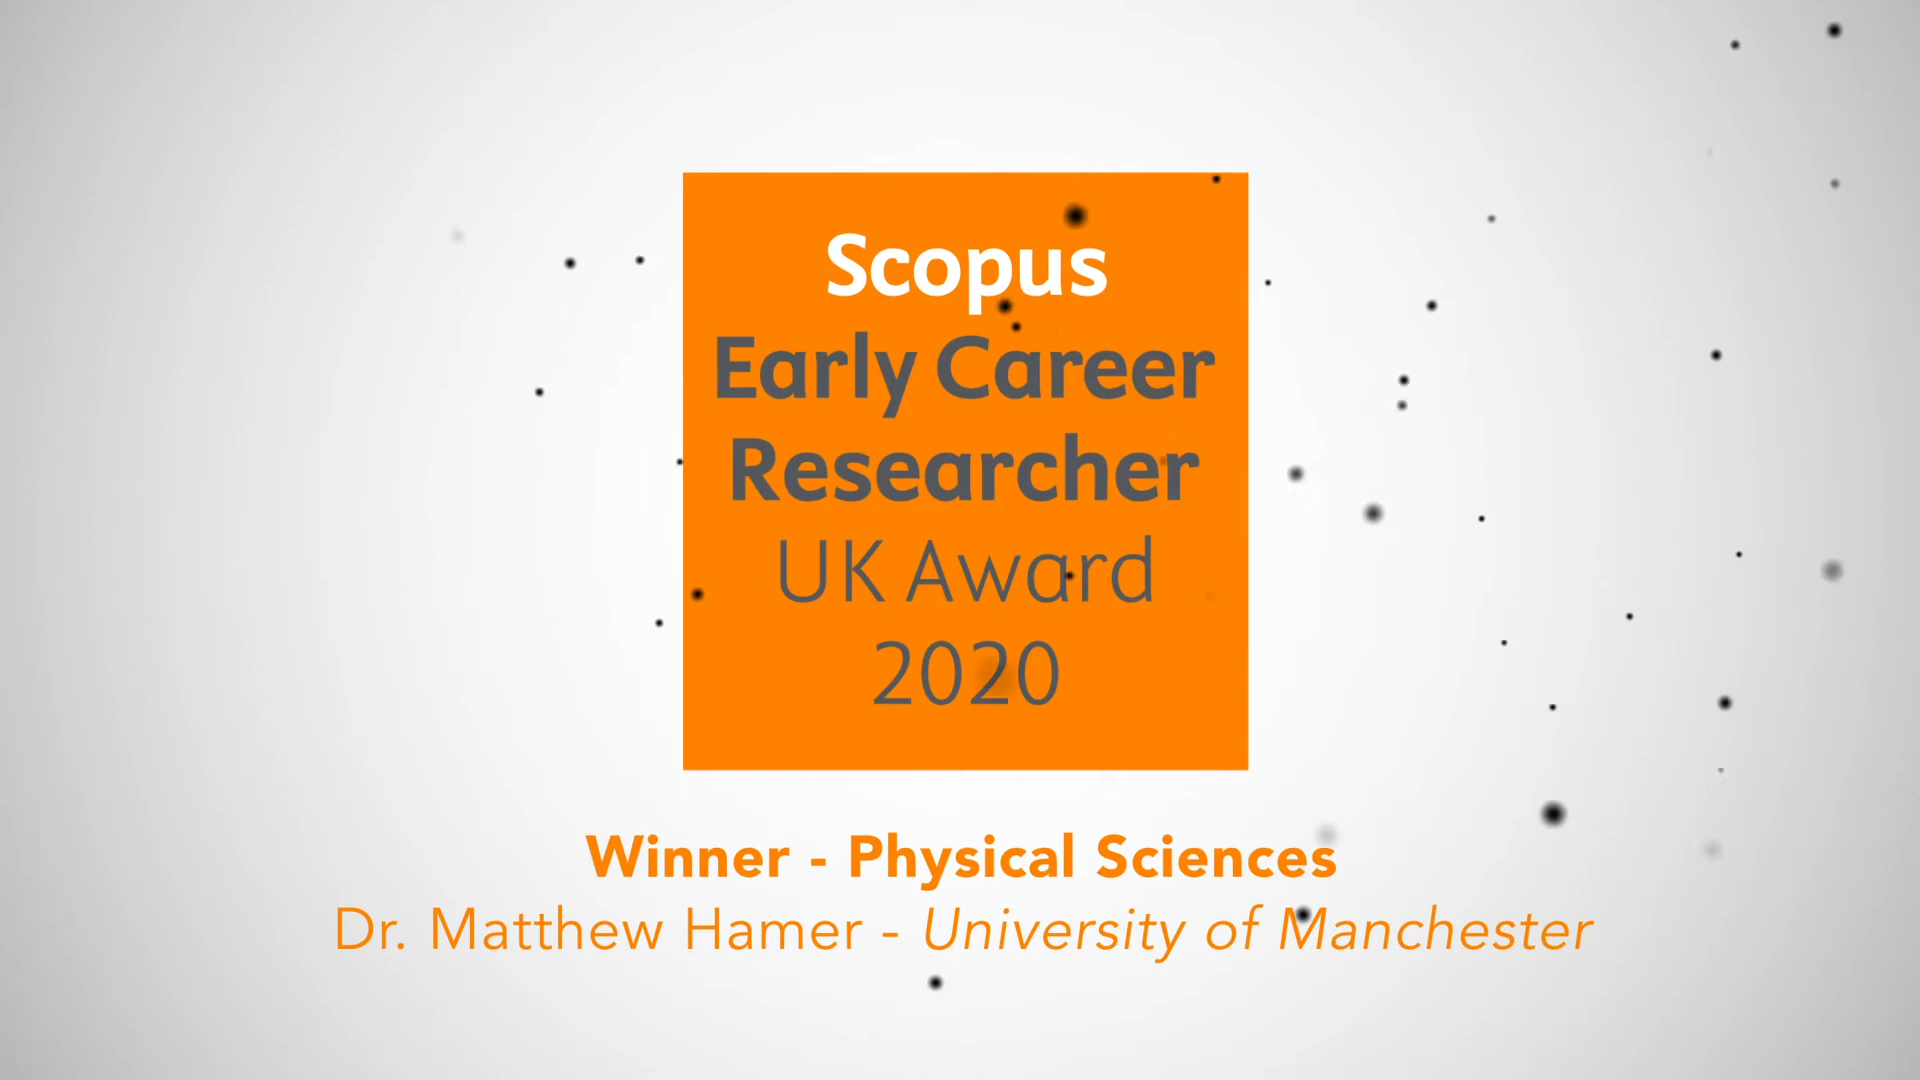 Scopus
Early Career
Researcher
UK Award
2020
Winner - Physical Sciences
Dr. Matthew Hamer - University of Manchester